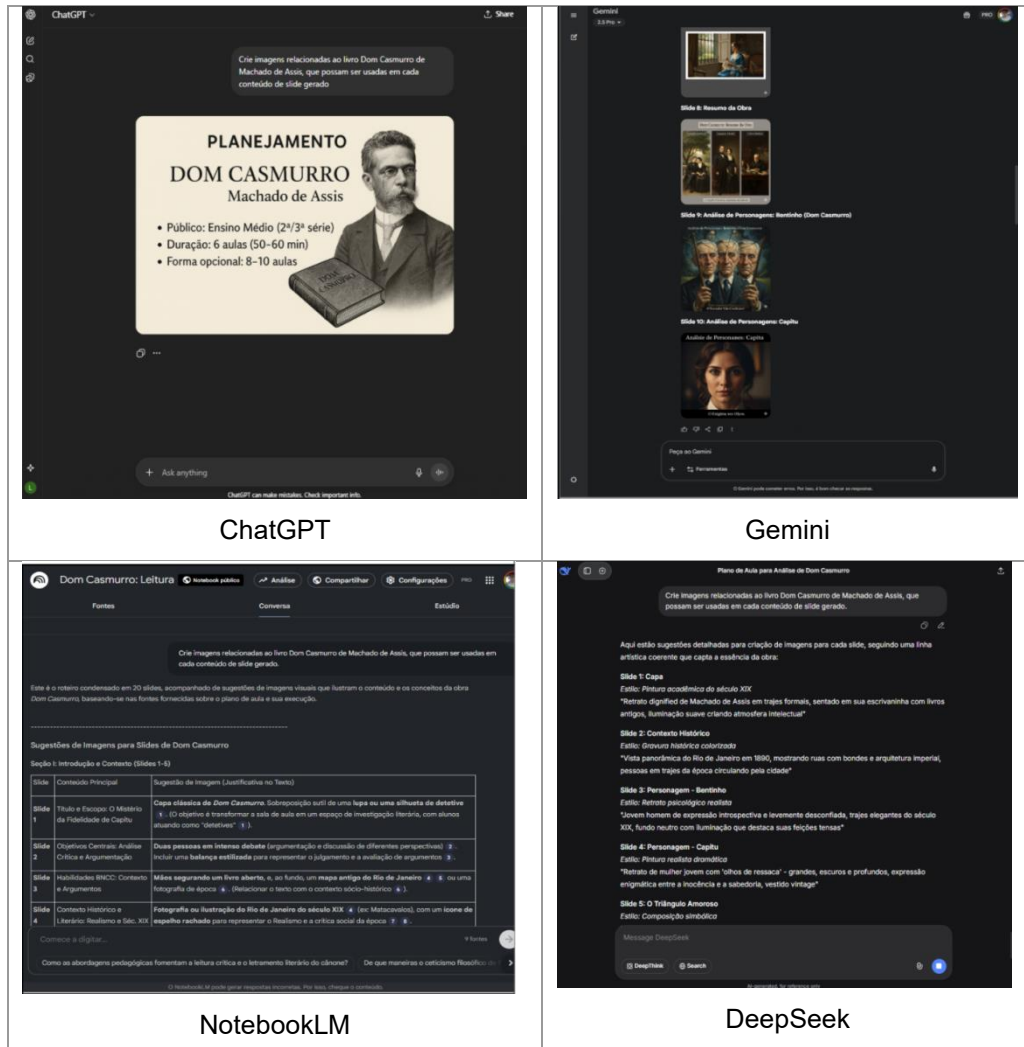 ChatGPT
Share
Crie imagens relacionadas ao livro Dom Casmurro de
Machado de Assis, que possam ser usadas em cada
conteúdo de slide gerado
PLANEJAMENTO
DOM CASMURRO
Machado de Assis
• Público: Ensino Médio (2ª/3ª série)
• Duração: 6 aulas (50–60 min)
• Forma opcional: 8–10 aulas
DOM
CASMURRO
Ask anything
L
ChatGPT can make mistakes. Check important info.
ChatGPT
Gemini
PRO
Slide 8: Resumo da Obra
Slide 9: Análise de Personagens: Bentinho (Dom Casmurro)
Slide 10: Análise de Personagens: Capitu
Análise de Personanes. Capita
Peça ao Gemini
Ferramentas
O Gemini pode cometer erros. Por isso, é bom checar as respostas.
Gemini
Dom Casmurro: Leitura
Notebook público
Análise
Compartilhar
Configurações
PRO
Fontes
Conversa
Estúdio
Crie imagens relacionadas ao livro Dom Casmurro de Machado de Assis, que possam ser usadas em
cada conteúdo de slide gerado.
Este é o roteiro condensado em 20 slides, acompanhado de sugestões de imagens visuais que ilustram o conteúdo e os conceitos da obra
Dom Casmurro, baseando-se nas fontes fornecidas sobre o plano de aula e sua execução.
Sugestões de Imagens para Slides de Dom Casmurro
Seção I: Introdução e Contexto (Slides 1-5)
Slide Conteúdo Principal Sugestão de Imagem (Justificativa no Texto)
Slide 1 Título e Escopo: O Mistério da Fidelidade de Capitu
Capa clássica de Dom Casmurro. Sobreposição sutil de uma lupa ou uma silhueta de detetive
1 . (O objetivo é transformar a sala de aula em um espaço de investigação literária, com alunos
atuando como "detetives" 1 ).
Slide 2 Objetivos Centrais: Análise Crítica e Argumentação
Duas pessoas em intenso debate (argumentação e discussão de diferentes perspectivas) 2 .
Incluir uma balança estilizada para representar o julgamento e a avaliação de argumentos 3 .
Slide 3 Habilidades BNCC: Contexto e Argumentos
Mãos segurando um livro aberto, e, ao fundo, um mapa antigo do Rio de Janeiro ou uma
fotografia de época . (Relacionar o texto com o contexto sócio-histórico ).
Slide 4 Contexto Histórico e Literário: Realismo e Séc. XIX
Fotografia ou ilustração do Rio de Janeiro do século XIX (ex: Matacavalos), com um ícone de
espelho rachado para representar o Realismo e a crítica social da época 7 8 .
Comece a digitar...
9 fontes
Como as abordagens pedagógicas fomentam a leitura crítica e o letramento literário do cânone?
De que maneiras o ceticismo filosófico do
O NotebookLM pode gerar respostas incorretas. Por isso, cheque o conteúdo.
NotebookLM
Plano de Aula para Análise de Dom Casmurro
Crie imagens relacionadas ao livro Dom Casmurro de Machado de Assis, que
possam ser usadas em cada conteúdo de slide gerado.
Aqui estão sugestões detalhadas para criação de imagens para cada slide, seguindo uma linha
artística coerente que capta a essência da obra:
Slide 1: Capa
Estilo: Pintura acadêmica do século XIX
"Retrato dignified de Machado de Assis em trajes formais, sentado em sua escrivaninha com livros
antigos, iluminação suave criando atmosfera intelectual"
Slide 2: Contexto Histórico
Estilo: Gravura histórica colorizada
"Vista panorâmica do Rio de Janeiro em 1890, mostrando ruas com bondes e arquitetura imperial,
pessoas em trajes da época circulando pela cidade"
Slide 3: Personagem - Bentinho
Estilo: Retrato psicológico realista
"Jovem homem de expressão introspectiva e levemente desconfiada, trajes elegantes do século
XIX, fundo neutro com iluminação que destaca suas feições tensas"
Slide 4: Personagem - Capitu
Estilo: Pintura realista dramática
"Retrato de mulher jovem com 'olhos de ressaca' - grandes, escuros e profundos, expressão
enigmática entre a inocência e a sabedoria, vestido vintage"
Slide 5: O Triângulo Amoroso
Estilo: Composição simbólica
Message DeepSeek
DeepThink
Search
AI-generated, for reference only
DeepSeek